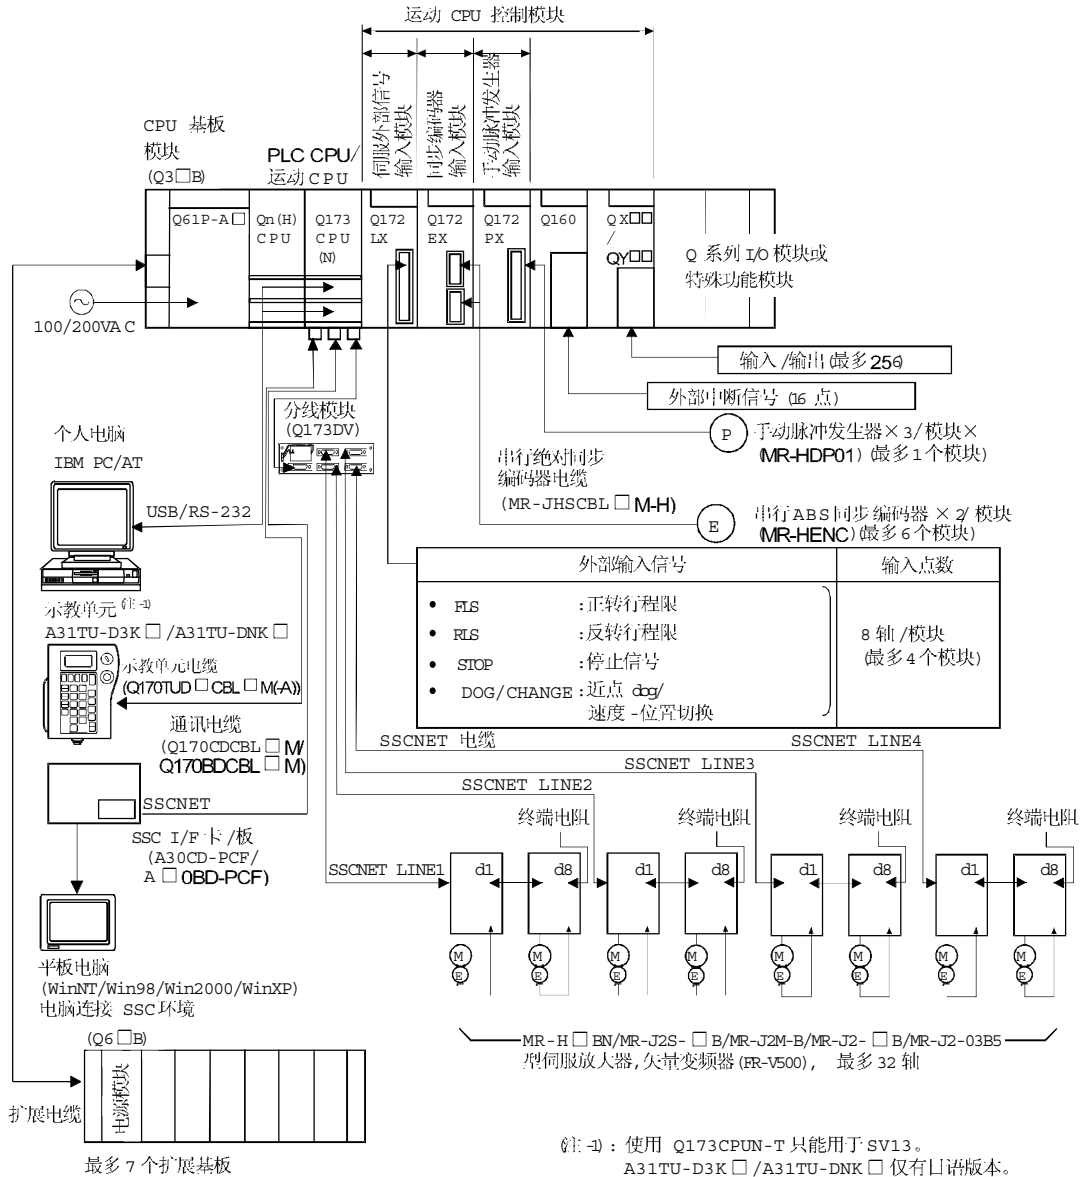 运动 CPU 控制模块
伺服外部信号
输入模块
同步编码器
输入模块
手动脉冲发生器
输入模块
CPU 基板
模块
(Q3□B)
PLC CPU/
运动CPU
Q61P-A□
Qn(H)
CPU
Q173
CPU
(N)
Q172
LX
Q172
EX
Q172
PX
Q160
QX□□
/
QY□□
Q 系列 I/O 模块或
特殊功能模块
100/200VAC
输入/输出(最多256)
外部中断信号 (16 点)
P
手动脉冲发生器×3/模块×
(MR-HDP01) (最多1个模块)
分线模块
(Q173DV)
串行绝对同步
编码器电缆
(MR-JHSCBL□M-H)
E
串行ABS同步编码器×2/模块
(MR-HENC)(最多6个模块)
个人电脑
IBM PC/AT
USB/RS-232
外部输入信号
输入点数
• FLS :正转行程限
• RLS :反转行程限
• STOP :停止信号
• DOG/CHANGE :近点 dog/
速度-位置切换
8 轴/模块
(最多4个模块)
示教单元(注-1)
A31TU-D3K□/A31TU-DNK□
示教单元电缆
(Q170TUD□CBL□M(-A))
通讯电缆
(Q170CDCBL□M/
Q170BDCBL□M)
SSCNET
SSC I/F 卡/板
(A30CD-PCF/
A□0BD-PCF)
SSCNET 电缆
SSCNET LINE4
SSCNET LINE3
SSCNET LINE2
SSCNET LINE1
终端电阻
终端电阻
终端电阻
终端电阻
d1
d8
d1
d8
d1
d8
d1
d8
M
M
M
M
M
M
M
M
E
E
E
E
E
E
E
E
平板电脑
(WinNT/Win98/Win2000/WinXP)
电脑连接 SSC环境
MR-H□BN/MR-J2S-□B/MR-J2M-B/MR-J2-□B/MR-J2-03B5
型伺服放大器,矢量变频器(FR-V500), 最多32轴
(Q6□B)
电源模块
扩展电缆
最多7个扩展基板
(注-1): 使用 Q173CPUN-T只能用于SV13。
A31TU-D3K□/A31TU-DNK□仅有日语版本。